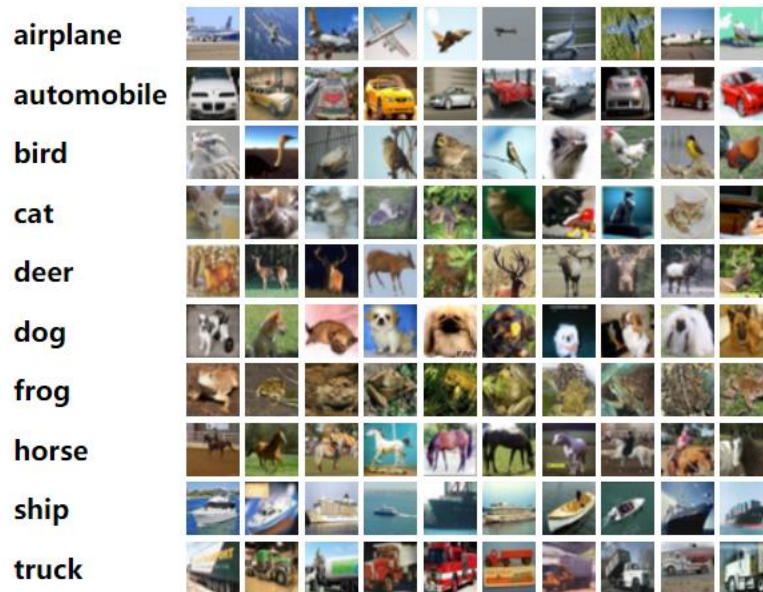 airplane
automobile
bird
cat
deer
dog
frog
horse
ship
truck